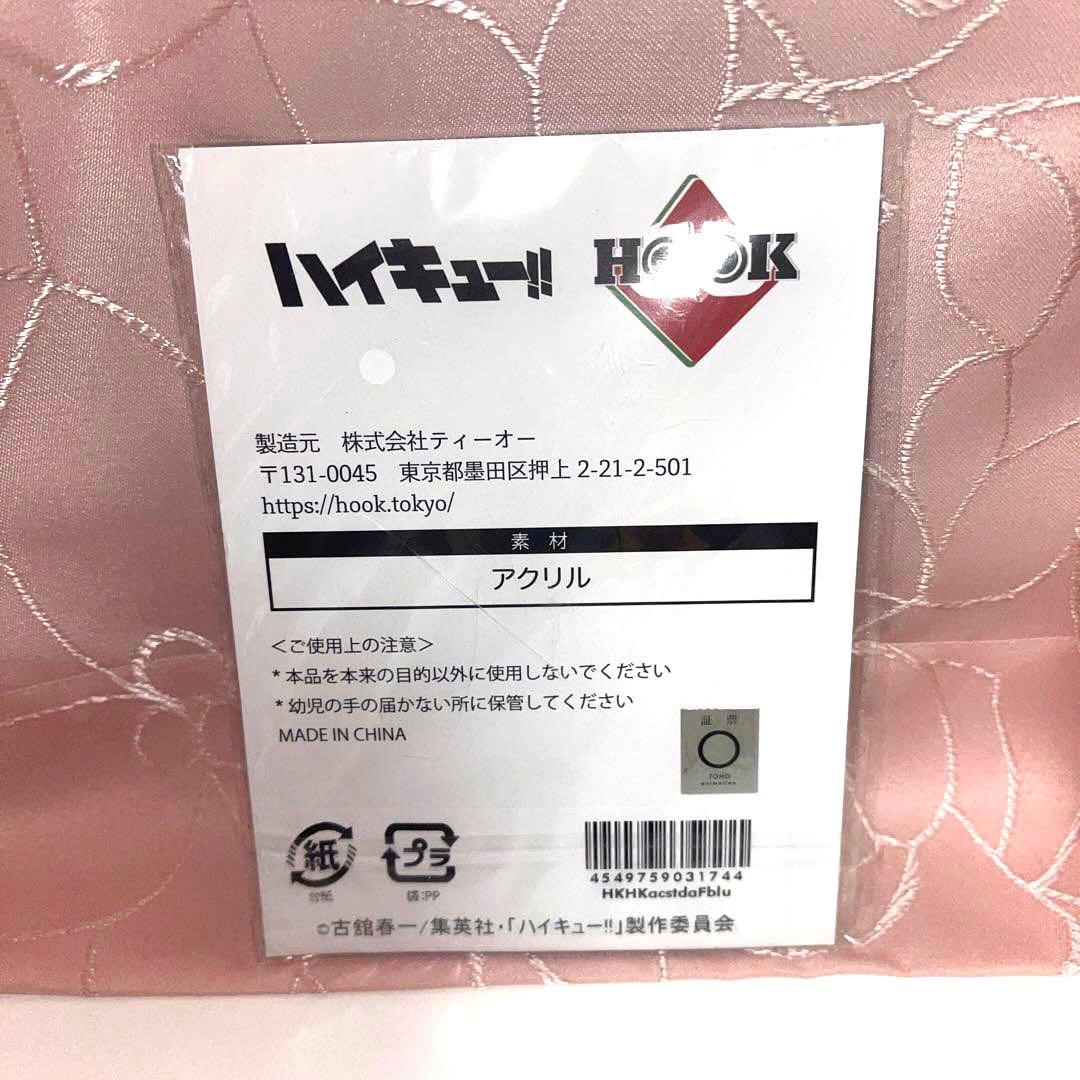 ハイキュー!!
HOOK
製造元　株式会社ティーオー
〒131-0045　東京都墨田区押上 2-21-2-501
https://hook.tokyo/
素　材
アクリル
＜ご使用上の注意＞
* 本品を本来の目的以外に使用しないでください
* 幼児の手の届かない所に保管してください
MADE IN CHINA
証　票
TOHO
animation
紙
台紙
プラ
袋:PP
4549759031744
HKHKacstdaFblu
©古舘春一/集英社・「ハイキュー!!」製作委員会